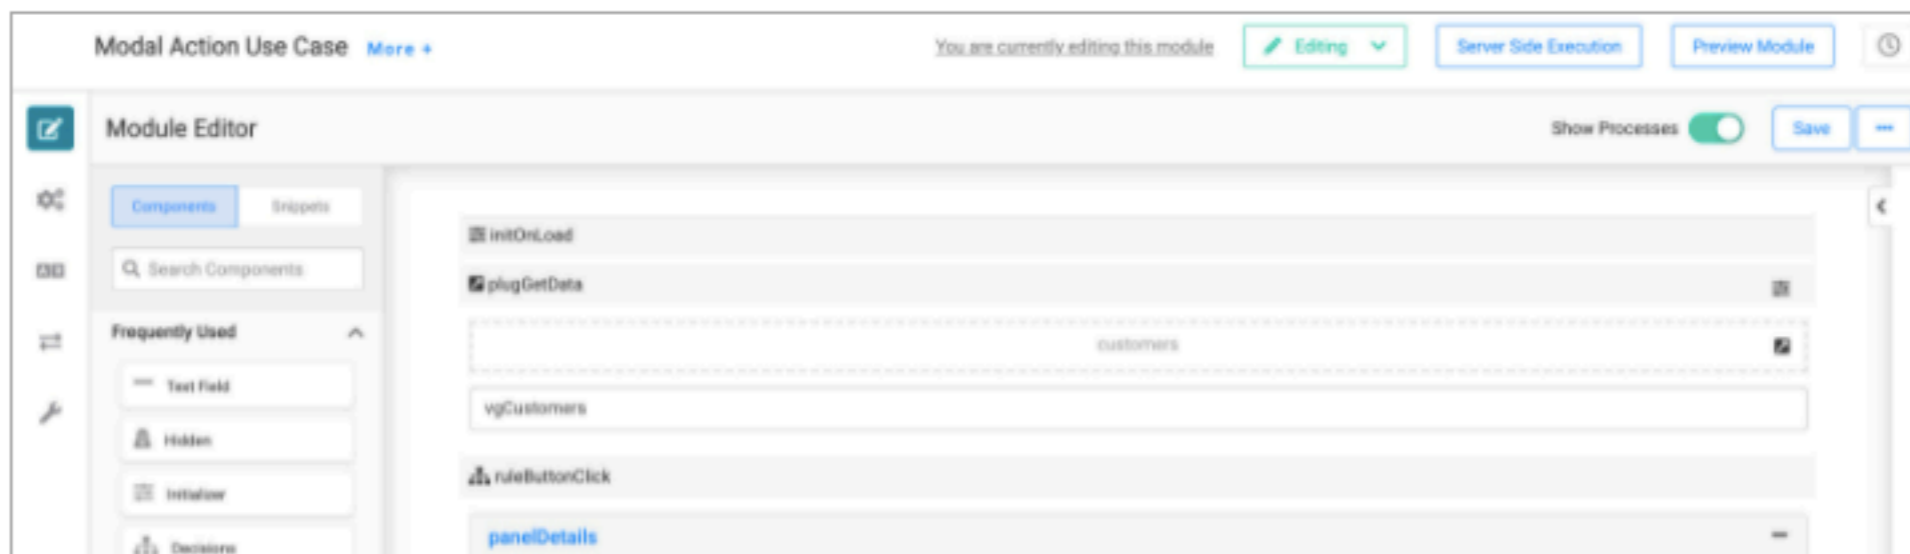 Modal Action Use Case More +
You are currently editing this module Editing Server Side Execution Preview Module
Module Editor
Show Processes Save
Components Snippets
Search Components
Frequently Used
Text Field
Hidden
Initializer
Decisions
initOnLoad
plugGetData
customers
vgCustomers
ruleButtonClick
panelDetails